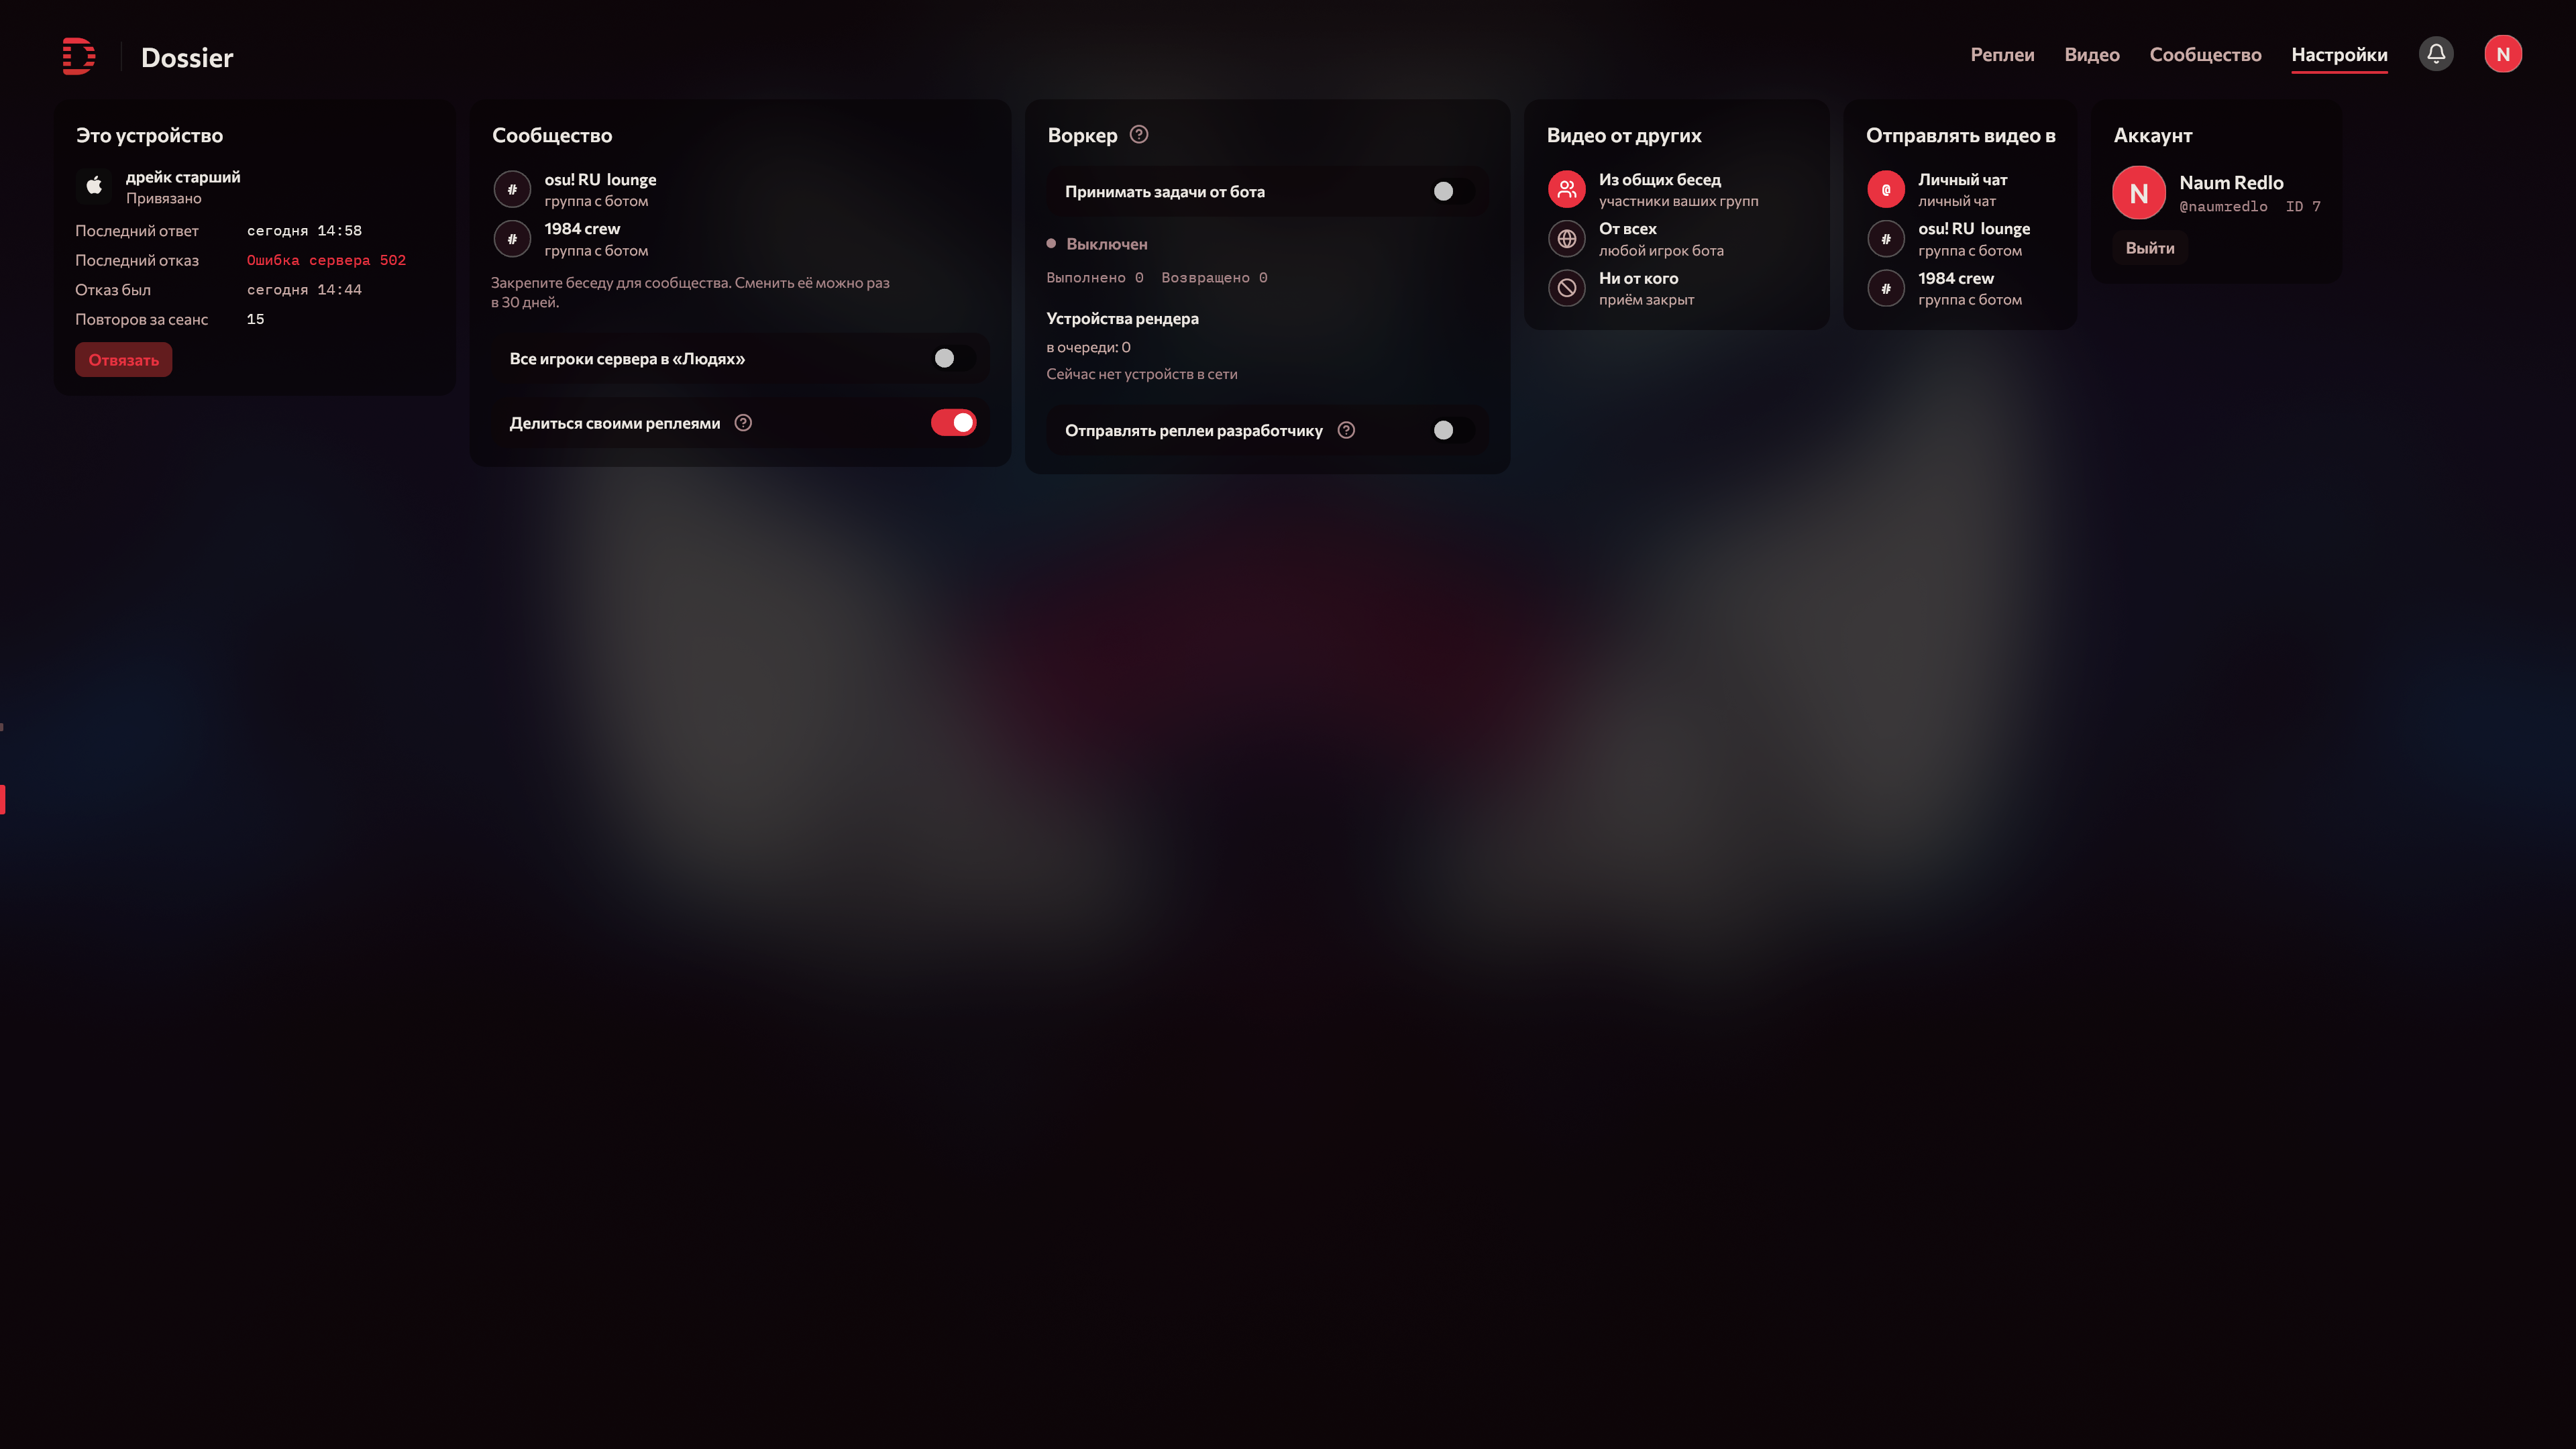 Dossier
Реплеи
Видео
Сообщество
Настройки
N
Это устройство
дрейк старший
Привязано
Последний ответ сегодня 14:58
Последний отказ Ошибка сервера 502
Отказ был сегодня 14:44
Повторов за сеанс 15
Отвязать
Сообщество
# osu! RU lounge
группа с ботом
# 1984 crew
группа с ботом
Закрепите беседу для сообщества. Сменить её можно раз
в 30 дней.
Все игроки сервера в «Людях»
Делиться своими реплеями ?
Воркер ?
Принимать задачи от бота
Выключен
Выполнено 0 Возвращено 0
Устройства рендера
в очереди: 0
Сейчас нет устройств в сети
Отправлять реплеи разработчику ?
Видео от других
Из общих бесед
участники ваших групп
От всех
любой игрок бота
Ни от кого
приём закрыт
Отправлять видео в
@ Личный чат
личный чат
# osu! RU lounge
группа с ботом
# 1984 crew
группа с ботом
Аккаунт
N Naum Redlo
@naumredlo ID 7
Выйти